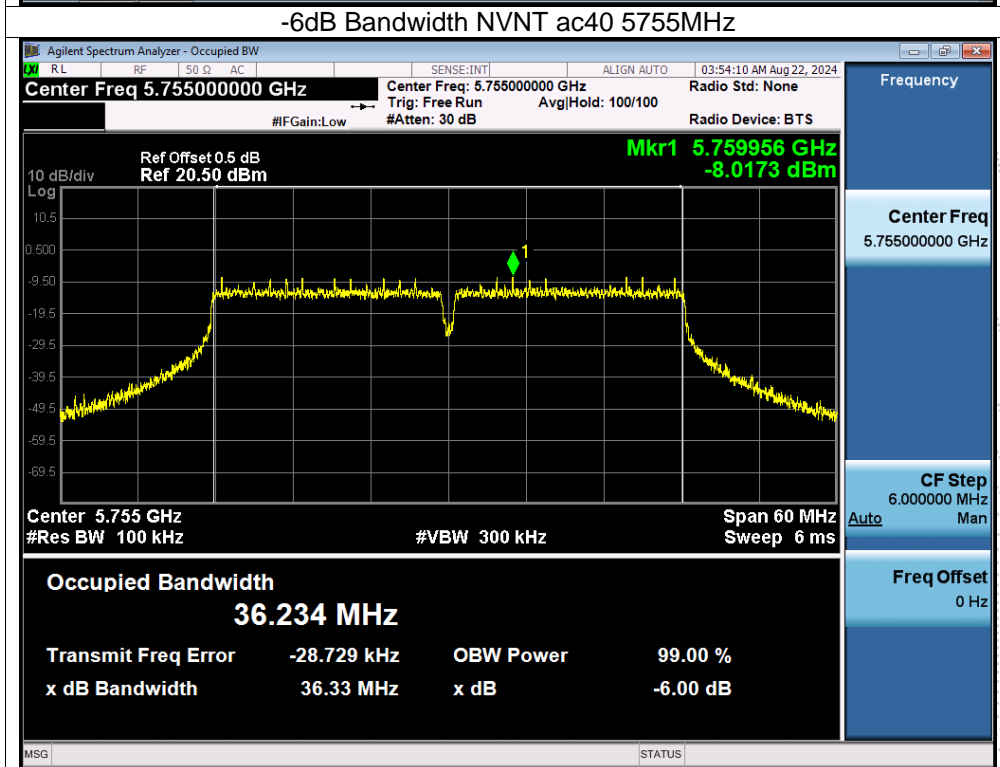 -6dB Bandwidth NVNT ac40 5755MHz
Agilent Spectrum Analyzer - Occupied BW
LXI RL RF 50 Ω AC SENSE:INT ALIGN AUTO 03:54:10 AM Aug 22, 2024
Center Freq 5.755000000 GHz
Center Freq: 5.755000000 GHz Radio Std: None
Trig: Free Run Avg|Hold: 100/100
#IFGain:Low #Atten: 30 dB Radio Device: BTS
Mkr1 5.759956 GHz
-8.0173 dBm
Ref Offset 0.5 dB
10 dB/div Ref 20.50 dBm
Log
10.5
0.500
-9.50
-19.5
-29.5
-39.5
-49.5
-59.5
-69.5
1
Center 5.755 GHz Span 60 MHz
#Res BW 100 kHz #VBW 300 kHz Sweep 6 ms
Occupied Bandwidth
36.234 MHz
Transmit Freq Error -28.729 kHz OBW Power 99.00 %
x dB Bandwidth 36.33 MHz x dB -6.00 dB
MSG STATUS
Frequency
Center Freq
5.755000000 GHz
CF Step
6.000000 MHz
Auto Man
Freq Offset
0 Hz